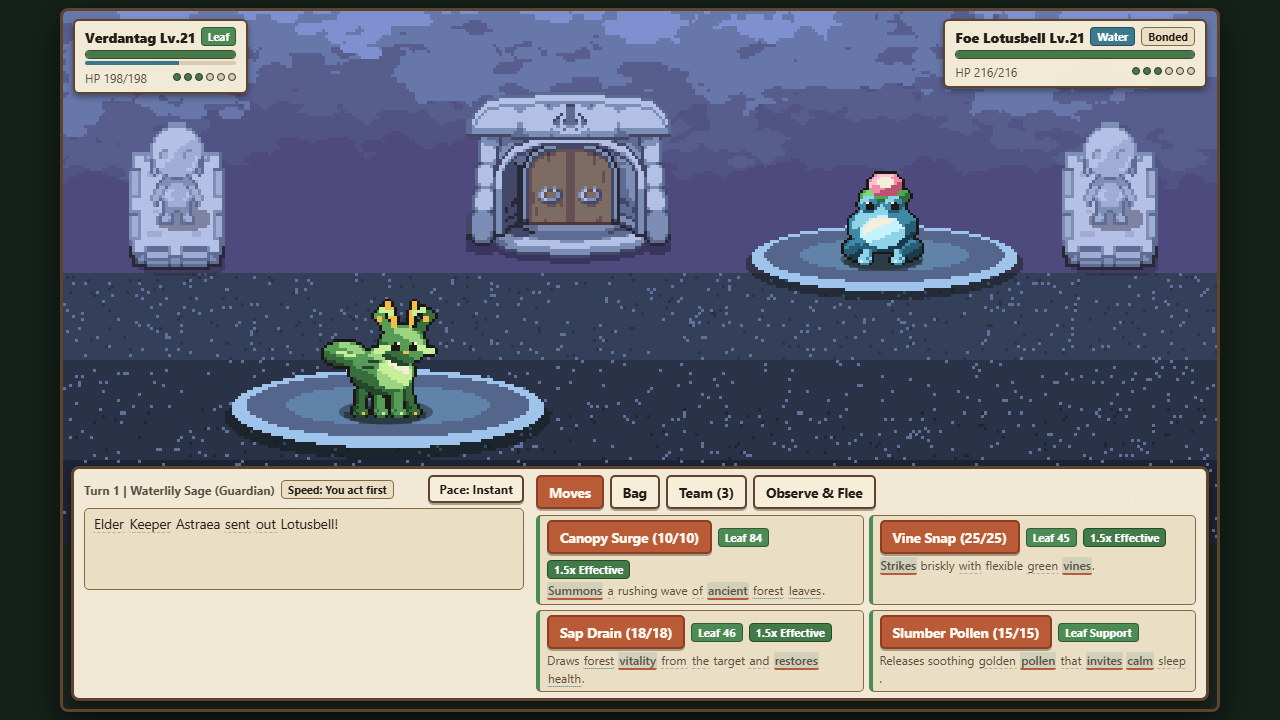 Verdantag Lv.21 Leaf
HP 198/198
Foe Lotusbell Lv.21 Water Bonded
HP 216/216
Turn 1 | Waterlily Sage (Guardian) Speed: You act first Pace: Instant
Elder Keeper Astraea sent out Lotusbell!
Moves Bag Team (3) Observe & Flee
Canopy Surge (10/10) Leaf 84
1.5x Effective
Summons a rushing wave of ancient forest leaves.
Vine Snap (25/25) Leaf 45 1.5x Effective
Strikes briskly with flexible green vines.
Sap Drain (18/18) Leaf 46 1.5x Effective
Draws forest vitality from the target and restores
health.
Slumber Pollen (15/15) Leaf Support
Releases soothing golden pollen that invites calm sleep
.